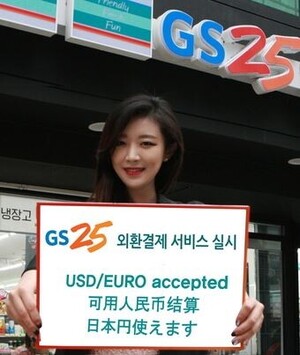 Friendly
Fresh
Fun
GS25
냉장고
GS25 외환결제 서비스 실시
USD/EURO accepted
可用人民币结算
日本円使えます